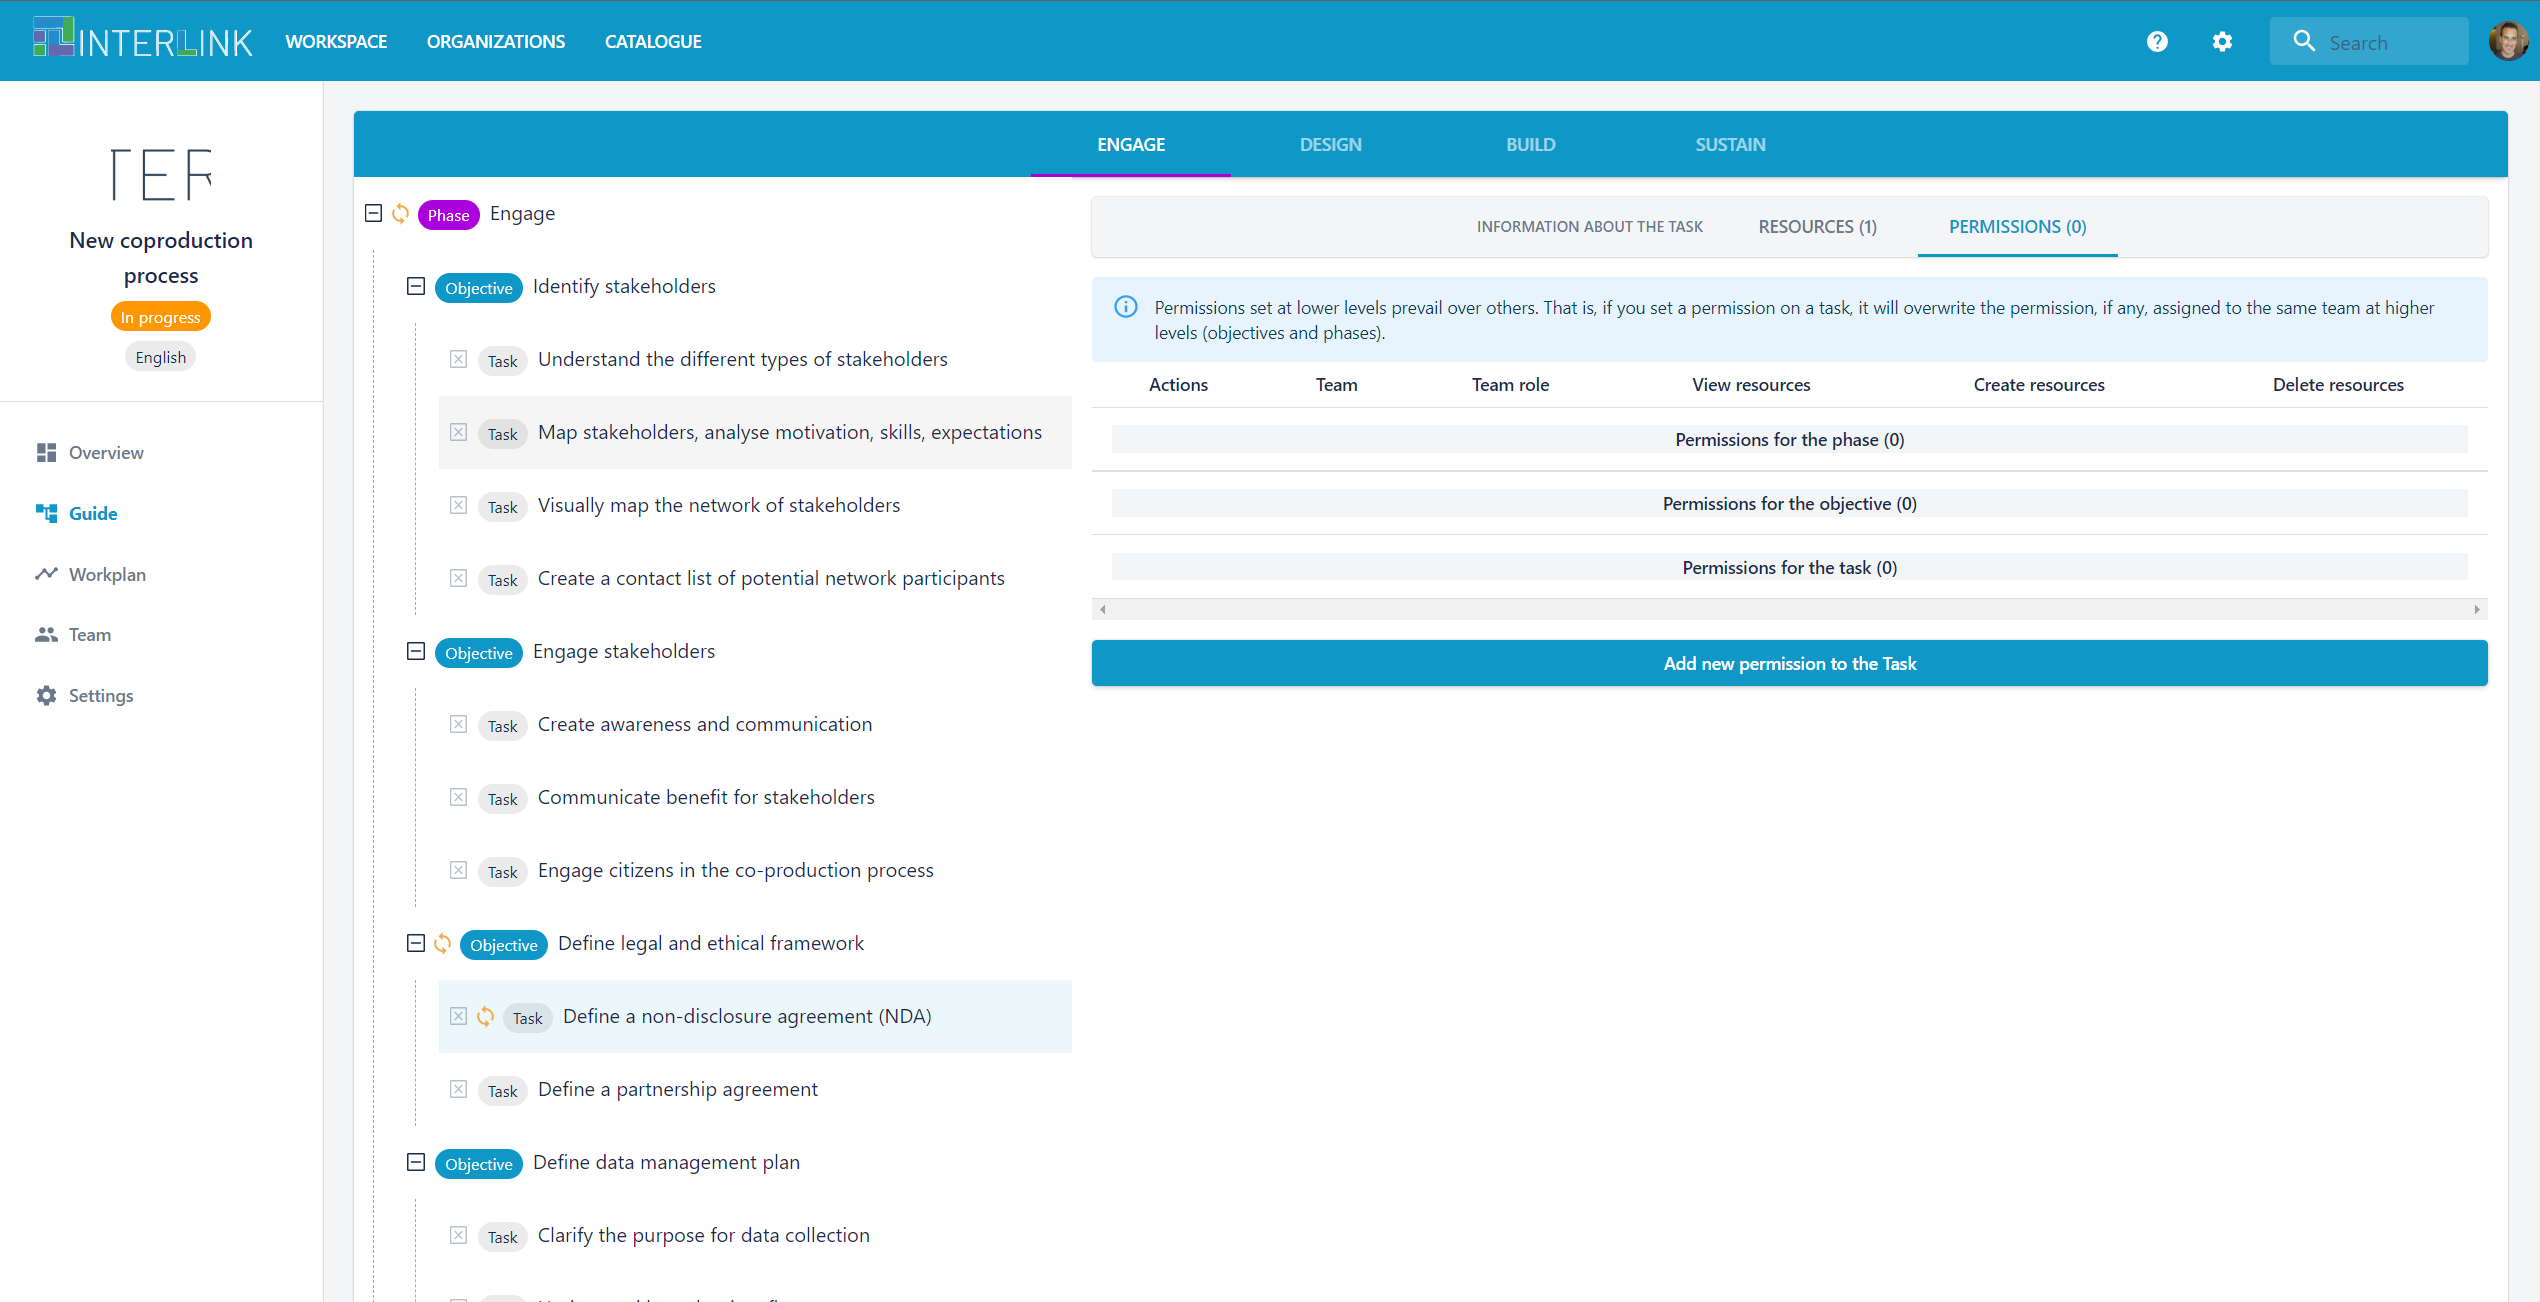 INTERLINK
WORKSPACE
ORGANIZATIONS
CATALOGUE
Search
TER
New coproduction
process
In progress
English
Overview
Guide
Workplan
Team
Settings
ENGAGE
DESIGN
BUILD
SUSTAIN
Phase Engage
Objective Identify stakeholders
Task Understand the different types of stakeholders
Task Map stakeholders, analyse motivation, skills, expectations
Task Visually map the network of stakeholders
Task Create a contact list of potential network participants
Objective Engage stakeholders
Task Create awareness and communication
Task Communicate benefit for stakeholders
Task Engage citizens in the co-production process
Objective Define legal and ethical framework
Task Define a non-disclosure agreement (NDA)
Task Define a partnership agreement
Objective Define data management plan
Task Clarify the purpose for data collection
INFORMATION ABOUT THE TASK
RESOURCES (1)
PERMISSIONS (0)
Permissions set at lower levels prevail over others. That is, if you set a permission on a task, it will overwrite the permission, if any, assigned to the same team at higher
levels (objectives and phases).
Actions Team Team role View resources Create resources Delete resources
Permissions for the phase (0)
Permissions for the objective (0)
Permissions for the task (0)
Add new permission to the Task